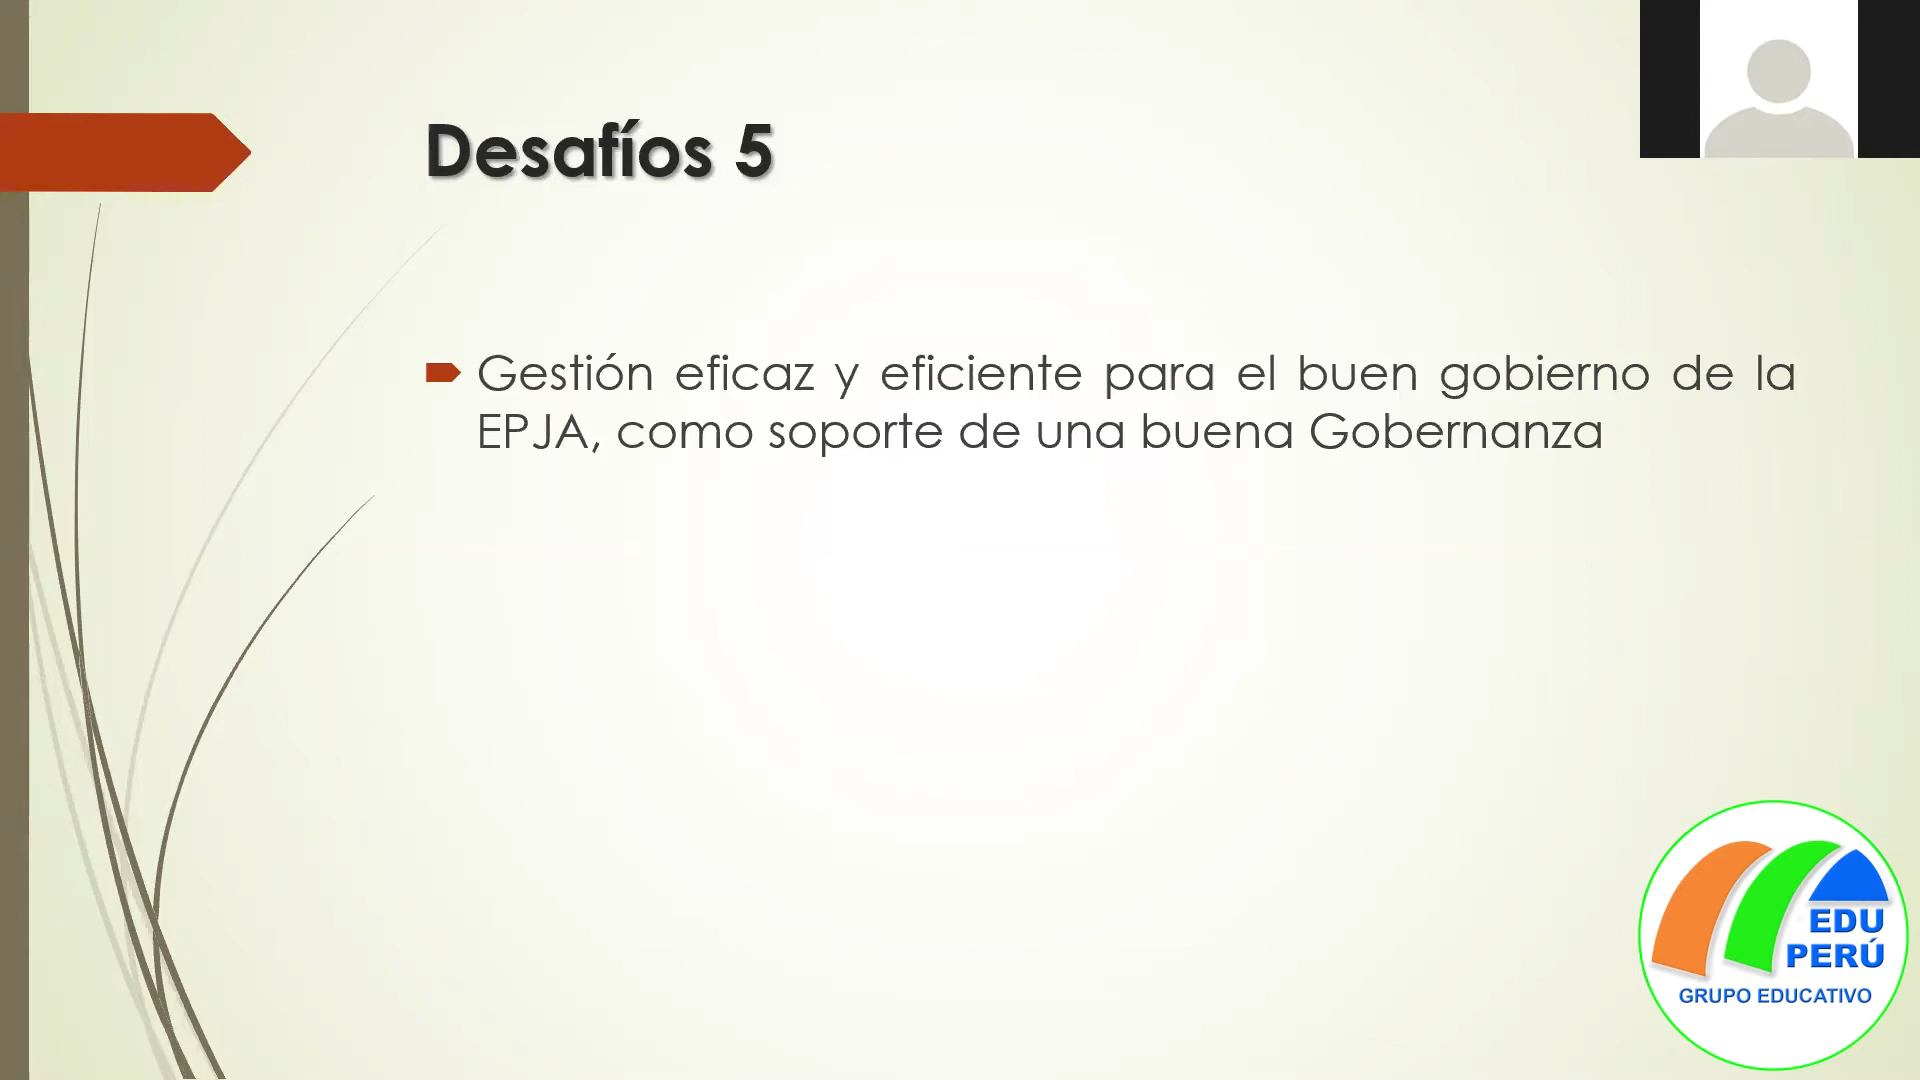 Desafíos 5
Gestión eficaz y eficiente para el buen gobierno de la
EPJA, como soporte de una buena Gobernanza
EDU
PERÚ
GRUPO EDUCATIVO